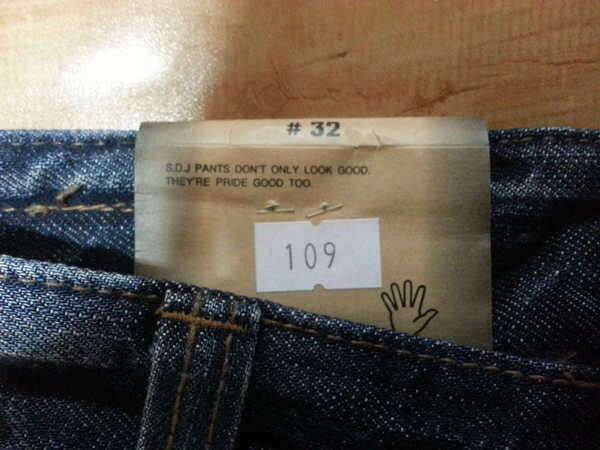 # 32
S.D.J PANTS DON'T ONLY LOOK GOOD.
THEY'RE PRIDE GOOD TOO.
109